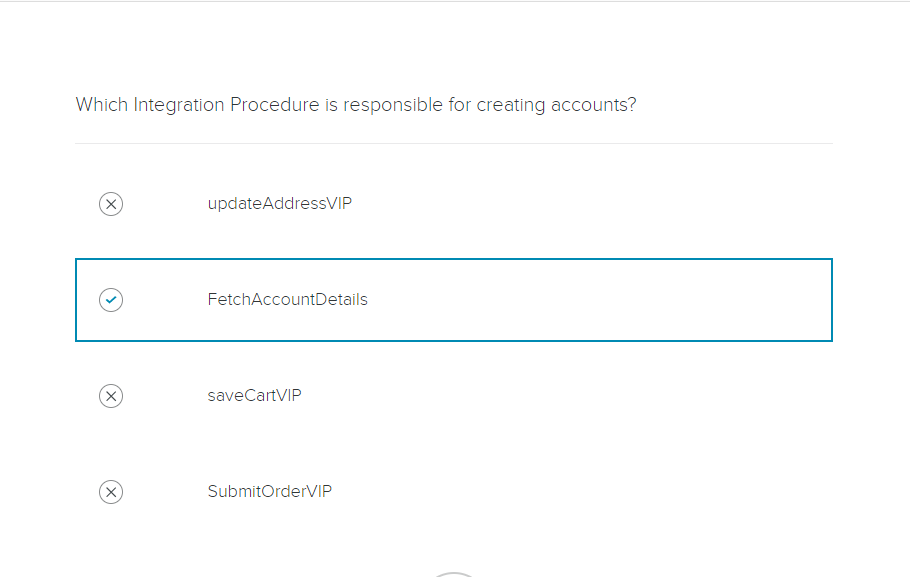 Which Integration Procedure is responsible for creating accounts?
updateAddressVIP
FetchAccountDetails
saveCartVIP
SubmitOrderVIP